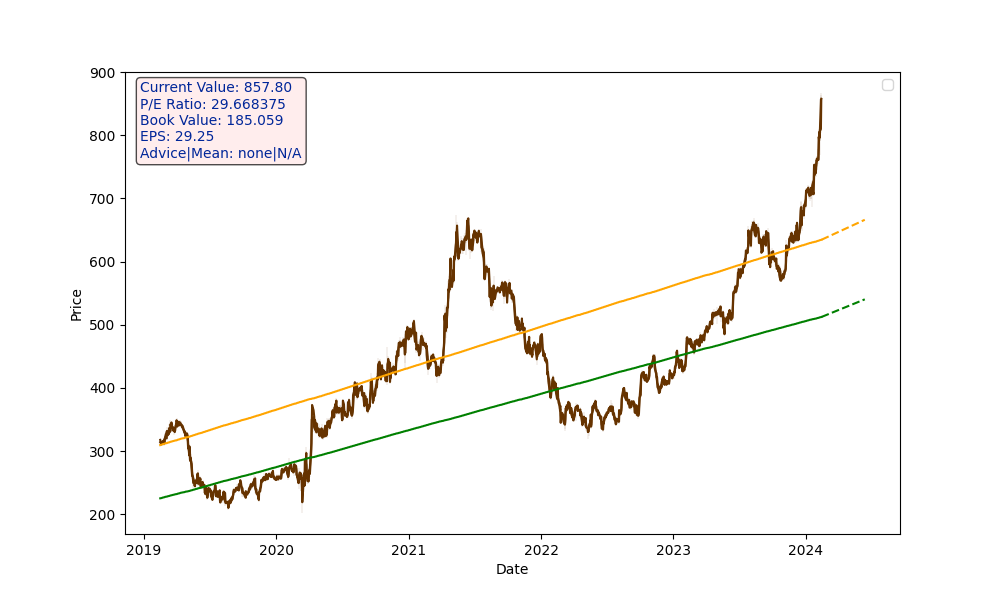 Current Value: 857.80
P/E Ratio: 29.668375
Book Value: 185.059
EPS: 29.25
Advice|Mean: none|N/A
900
800
700
600
500
400
300
200
Price
2019 2020 2021 2022 2023 2024
Date